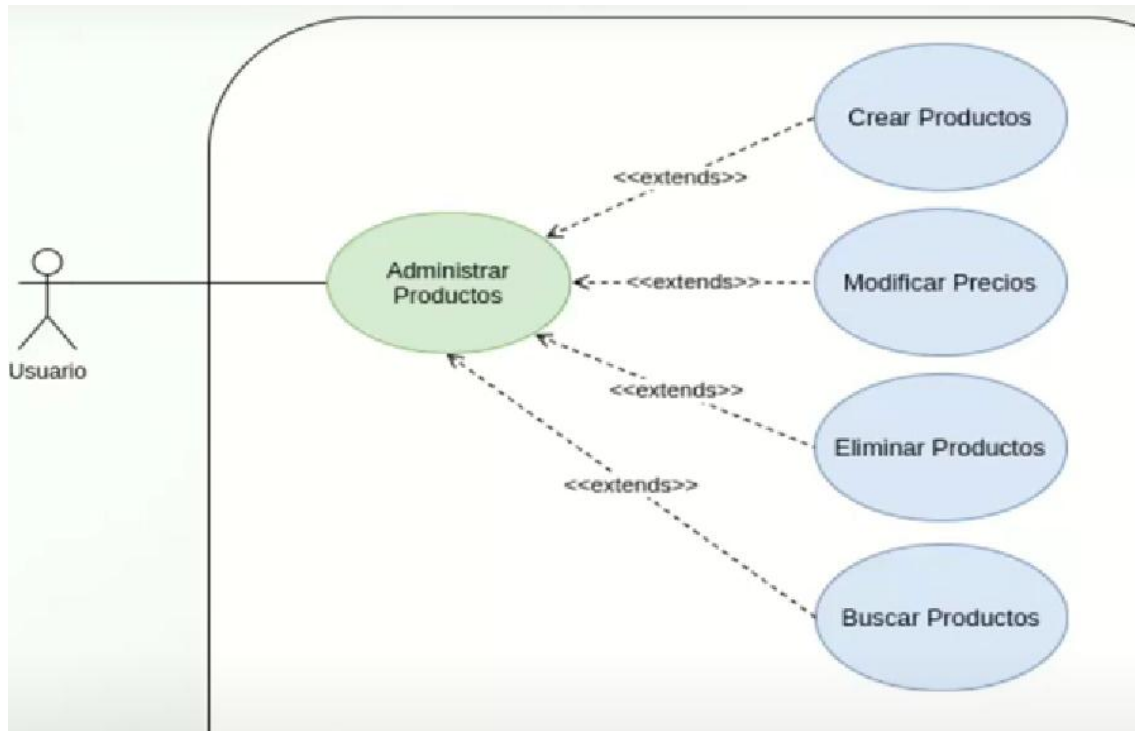 Crear Productos
<<extends>>
Administrar
Productos
<<extends>>
Modificar Precios
Usuario
<<extends>>
Eliminar Productos
<<extends>>
Buscar Productos